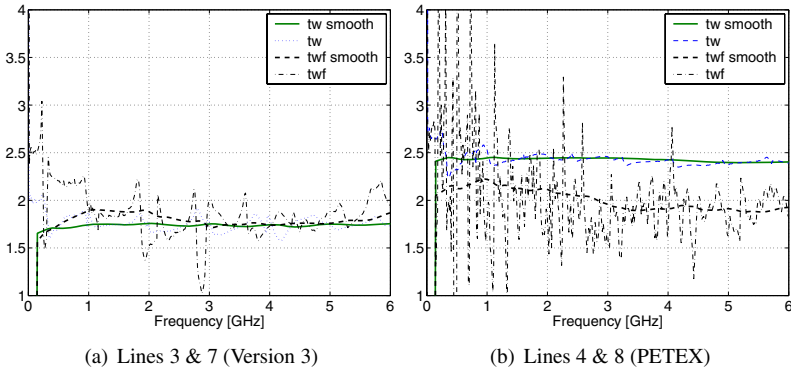 4
3.5
3
2.5
2
1.5
1
0
1
2
3
4
5
6
Frequency [GHz]
tw smooth
tw
twf smooth
twf
(a) Lines 3 & 7 (Version 3)
4
3.5
3
2.5
2
1.5
1
0
1
2
3
4
5
6
Frequency [GHz]
tw smooth
tw
twf smooth
twf
(b) Lines 4 & 8 (PETEX)